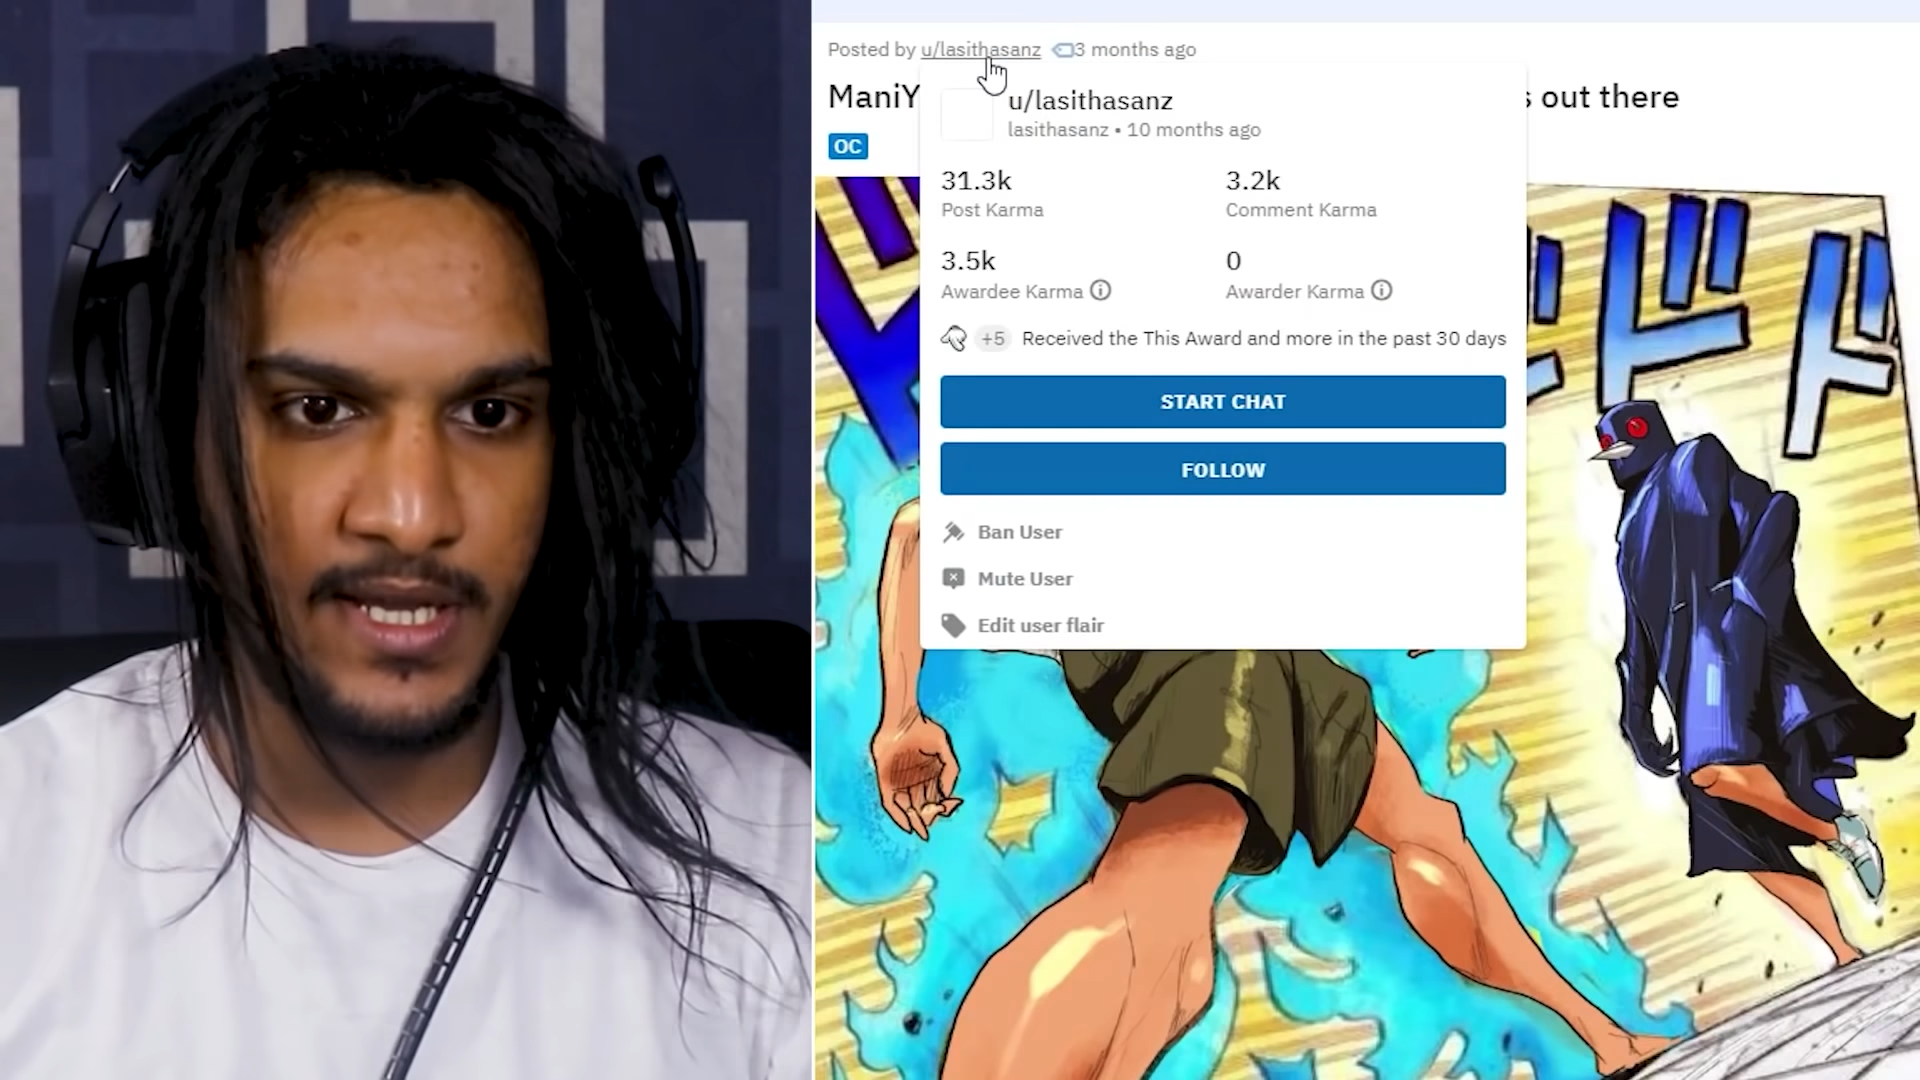 Posted by u/lasithasanz 3 months ago
ManiY
s out there
OC
u/lasithasanz
lasithasanz • 10 months ago
31.3k
Post Karma
3.2k
Comment Karma
3.5k
Awardee Karma
0
Awarder Karma
+5 Received the This Award and more in the past 30 days
START CHAT
FOLLOW
Ban User
Mute User
Edit user flair
ド
ド